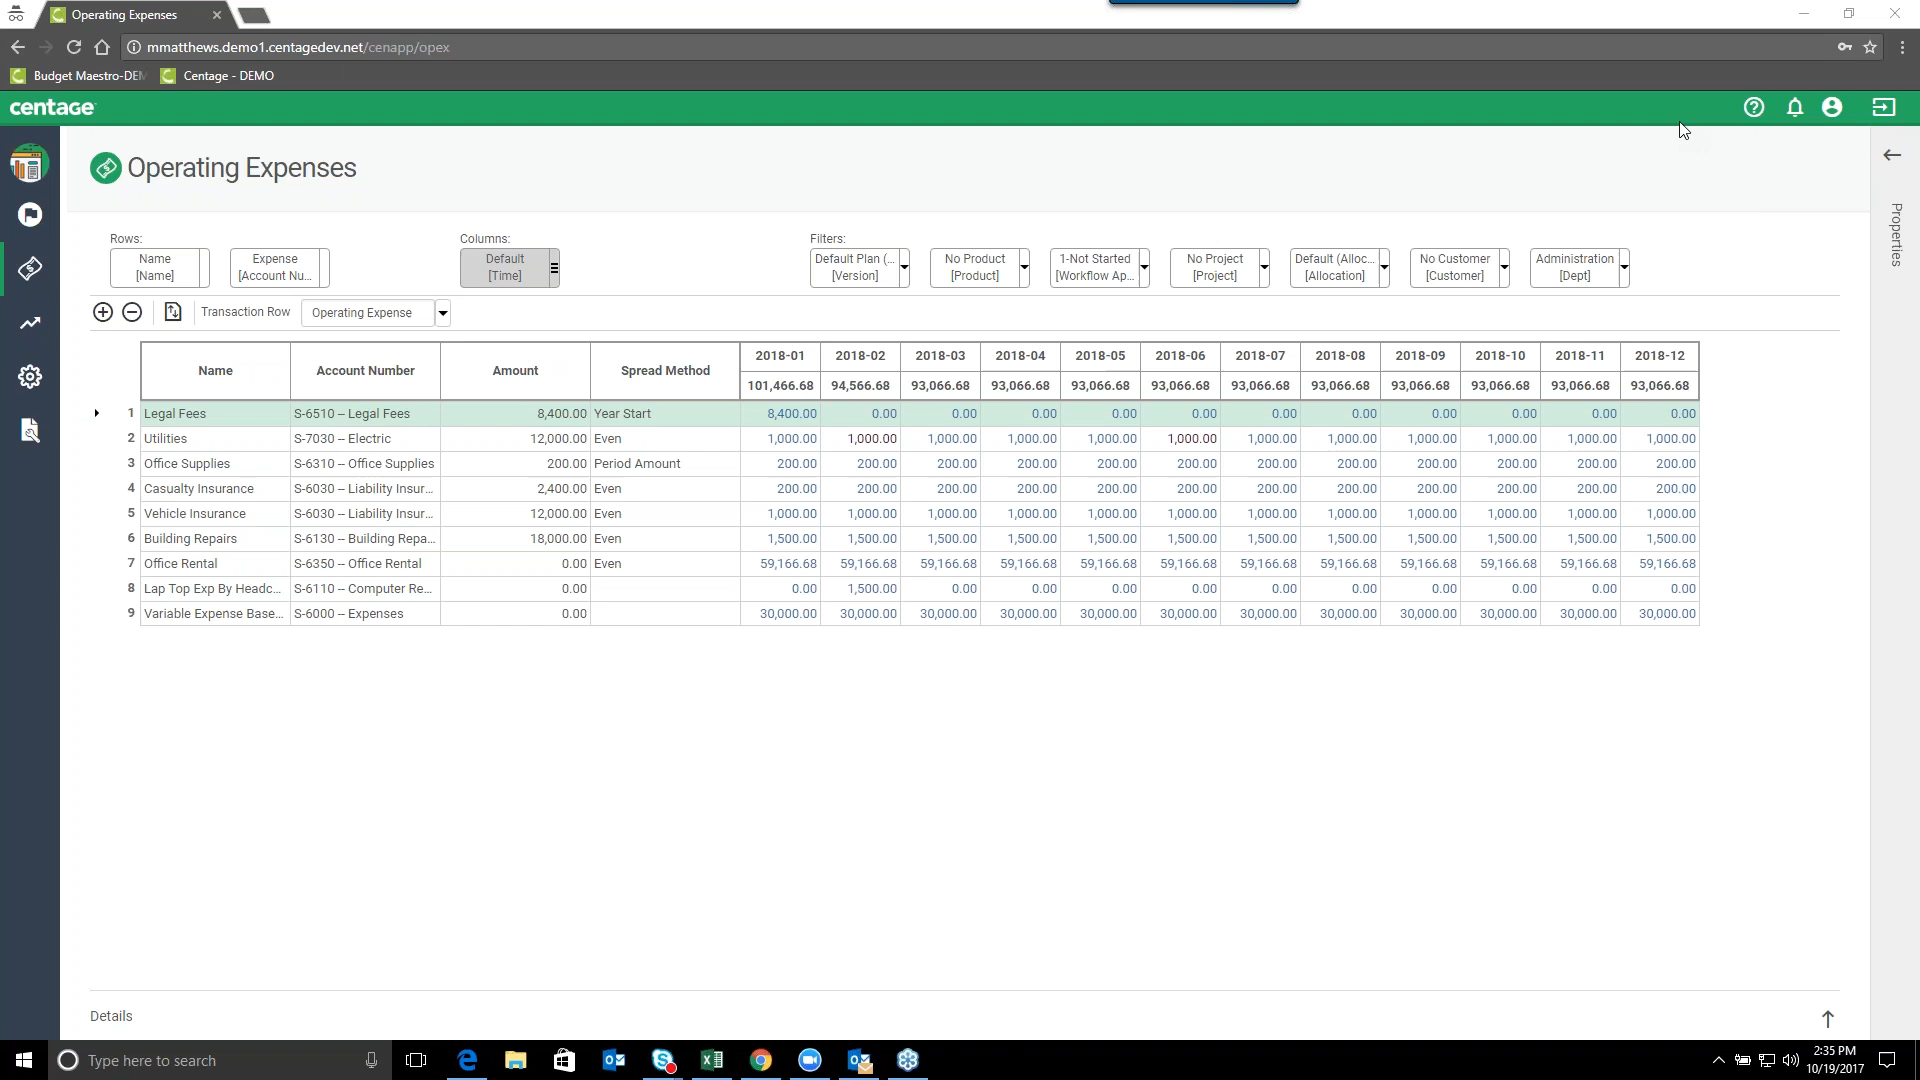 Operating Expenses
mmatthews.demo1.centagedev.net/cenapp/opex
Budget Maestro-DEM
Centage - DEMO
centage
Operating Expenses
Properties
Rows:
Columns:
Filters:
Name
[Name]
Expense
[Account Nu...
Default
[Time]
Default Plan (...
[Version]
No Product
[Product]
1-Not Started
[Workflow Ap...
No Project
[Project]
Default (Alloc...
[Allocation]
No Customer
[Customer]
Administration
[Dept]
Transaction Row Operating Expense
Name Account Number Amount Spread Method 2018-01 2018-02 2018-03 2018-04 2018-05 2018-06 2018-07 2018-08 2018-09 2018-10 2018-11 2018-12
101,466.68 94,566.68 93,066.68 93,066.68 93,066.68 93,066.68 93,066.68 93,066.68 93,066.68 93,066.68 93,066.68 93,066.68
1 Legal Fees S-6510 – Legal Fees 8,400.00 Year Start 8,400.00 0.00 0.00 0.00 0.00 0.00 0.00 0.00 0.00 0.00 0.00 0.00
2 Utilities S-7030 – Electric 12,000.00 Even 1,000.00 1,000.00 1,000.00 1,000.00 1,000.00 1,000.00 1,000.00 1,000.00 1,000.00 1,000.00 1,000.00 1,000.00
3 Office Supplies S-6310 – Office Supplies 200.00 Period Amount 200.00 200.00 200.00 200.00 200.00 200.00 200.00 200.00 200.00 200.00 200.00 200.00
4 Casualty Insurance S-6030 – Liability Insur... 2,400.00 Even 200.00 200.00 200.00 200.00 200.00 200.00 200.00 200.00 200.00 200.00 200.00 200.00
5 Vehicle Insurance S-6030 – Liability Insur... 12,000.00 Even 1,000.00 1,000.00 1,000.00 1,000.00 1,000.00 1,000.00 1,000.00 1,000.00 1,000.00 1,000.00 1,000.00 1,000.00
6 Building Repairs S-6130 – Building Repa... 18,000.00 Even 1,500.00 1,500.00 1,500.00 1,500.00 1,500.00 1,500.00 1,500.00 1,500.00 1,500.00 1,500.00 1,500.00 1,500.00
7 Office Rental S-6350 – Office Rental 0.00 Even 59,166.68 59,166.68 59,166.68 59,166.68 59,166.68 59,166.68 59,166.68 59,166.68 59,166.68 59,166.68 59,166.68 59,166.68
8 Lap Top Exp By Headc... S-6110 – Computer Re... 0.00 0.00 1,500.00 0.00 0.00 0.00 0.00 0.00 0.00 0.00 0.00 0.00 0.00
9 Variable Expense Base... S-6000 – Expenses 0.00 30,000.00 30,000.00 30,000.00 30,000.00 30,000.00 30,000.00 30,000.00 30,000.00 30,000.00 30,000.00 30,000.00 30,000.00
Details
Type here to search
2:35 PM
10/19/2017